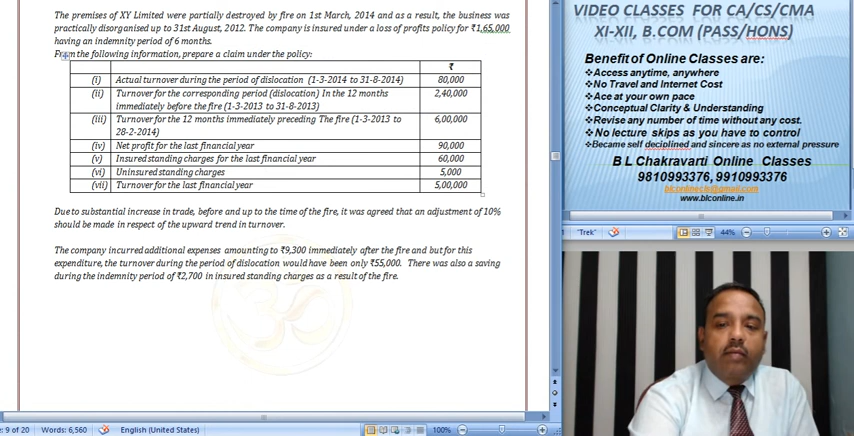 The premises of XY Limited were partially destroyed by fire on 1st March, 2014 and as a result, the business was
practically disorganised up to 31st August, 2012. The company is insured under a loss of profits policy for ₹1,65,000
having an indemnity period of 6 months.
From the following information, prepare a claim under the policy:
₹
(i) Actual turnover during the period of dislocation (1-3-2014 to 31-8-2014) 80,000
(ii) Turnover for the corresponding period (dislocation) In the 12 months 2,40,000
immediately before the fire (1-3-2013 to 31-8-2013)
(iii) Turnover for the 12 months immediately preceding The fire (1-3-2013 to 6,00,000
28-2-2014)
(iv) Net profit for the last financial year 90,000
(v) Insured standing charges for the last financial year 60,000
(vi) Uninsured standing charges 5,000
(vii) Turnover for the last financial year 5,00,000
Due to substantial increase in trade, before and up to the time of the fire, it was agreed that an adjustment of 10%
should be made in respect of the upward trend in turnover.
The company incurred additional expenses amounting to ₹9,300 immediately after the fire and but for this
expenditure, the turnover during the period of dislocation would have been only ₹55,000. There was also a saving
during the indemnity period of ₹2,700 in insured standing charges as a result of the fire.
e: 9 of 20 Words: 6,560 English (United States) 100%
VIDEO CLASSES FOR CA/CS/CMA
XI-XII, B.COM (PASS/HONS)
Benefit of Online Classes are:
❖Access anytime, anywhere
❖No Travel and Internet Cost
❖Ace at your own pace
❖Conceptual Clarity & Understanding
❖Revise any number of time without any cost.
❖No lecture skips as you have to control
❖Became self deciplined and sincere as no external pressure
B L Chakravarti Online Classes
9810993376, 9910993376
www.blconline.in
"Trek" 44%